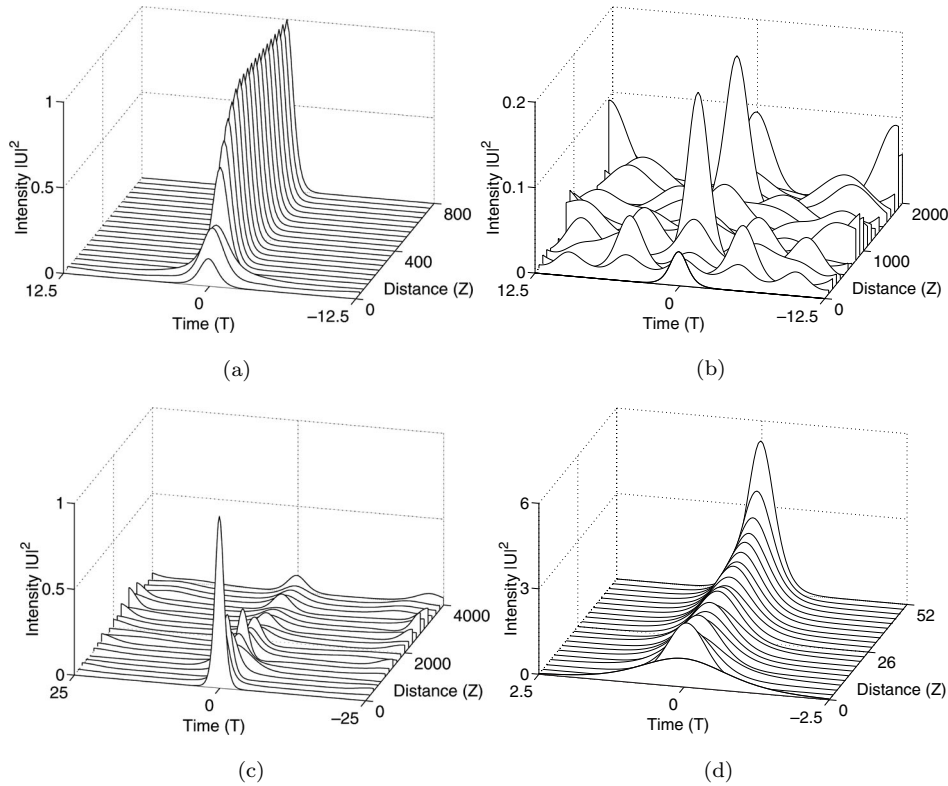 Intensity |U|²
1
0.5
0
12.5
0
−12.5
Time (T)
0
400
800
Distance (Z)
(a)
Intensity |U|²
0.2
0.1
0
12.5
0
−12.5
Time (T)
0
1000
2000
Distance (Z)
(b)
Intensity |U|²
1
0.5
0
25
0
−25
Time (T)
0
2000
4000
Distance (Z)
(c)
Intensity |U|²
6
3
0
2.5
0
−2.5
Time (T)
0
26
52
Distance (Z)
(d)